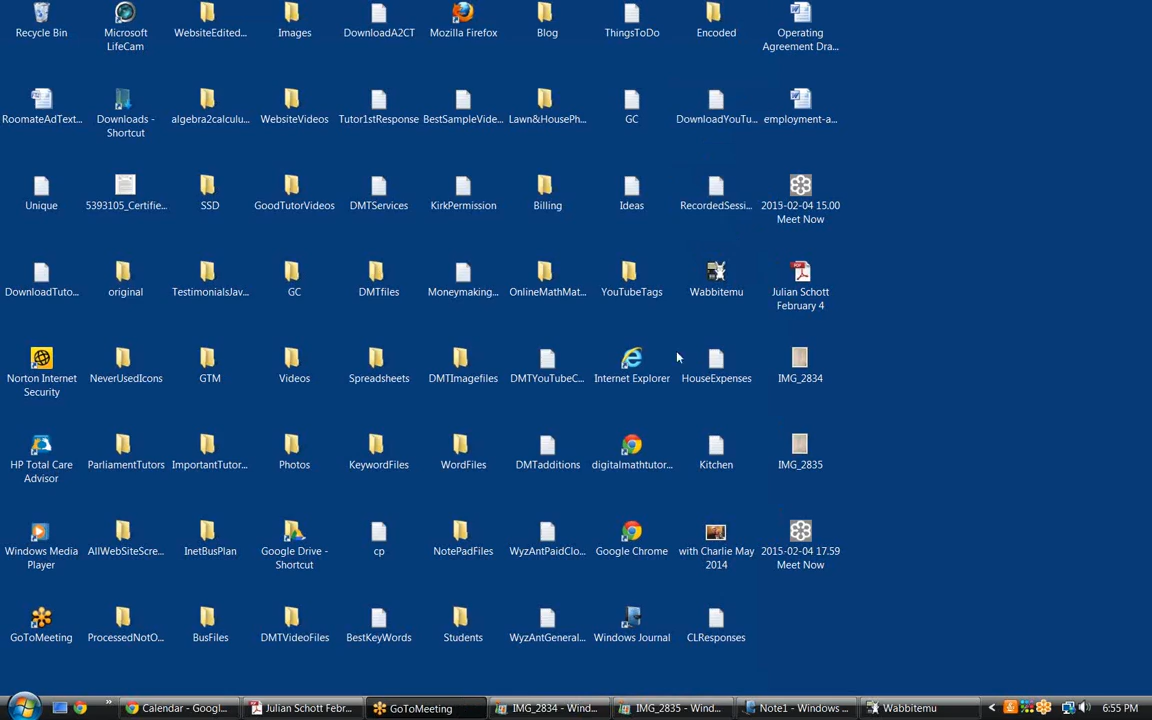 Recycle Bin
Microsoft
LifeCam
WebsiteEdited...
Images
DownloadA2CT
Mozilla Firefox
Blog
ThingsToDo
Encoded
Operating
Agreement Dra...
RoomateAdText...
Downloads -
Shortcut
algebra2calculu...
WebsiteVideos
Tutor1stResponse
BestSampleVide...
Lawn&HousePh...
GC
DownloadYouTu...
employment-a...
Unique
5393105_Certifie...
SSD
GoodTutorVideos
DMTServices
KirkPermission
Billing
Ideas
RecordedSessi...
2015-02-04 15.00
Meet Now
DownloadTuto...
original
TestimonialsJav...
GC
DMTfiles
Moneymaking...
OnlineMathMat...
YouTubeTags
Wabbitemu
Julian Schott
February 4
Norton Internet
Security
NeverUsedIcons
GTM
Videos
Spreadsheets
DMTImagefiles
DMTYouTubeC...
Internet Explorer
HouseExpenses
IMG_2834
HP Total Care
Advisor
ParliamentTutors
ImportantTutor...
Photos
KeywordFiles
WordFiles
DMTadditions
digitalmathtutor...
Kitchen
IMG_2835
Windows Media
Player
AllWebSiteScre...
InetBusPlan
Google Drive -
Shortcut
cp
NotePadFiles
WyzAntPaidClo...
Google Chrome
with Charlie May
2014
2015-02-04 17.59
Meet Now
GoToMeeting
ProcessedNotO...
BusFiles
DMTVideoFiles
BestKeyWords
Students
WyzAntGeneral...
Windows Journal
CLResponses
Calendar - Googl...
Julian Schott Febr...
GoToMeeting
IMG_2834 - Wind...
IMG_2835 - Wind...
Note1 - Windows ...
Wabbitemu
6:55 PM